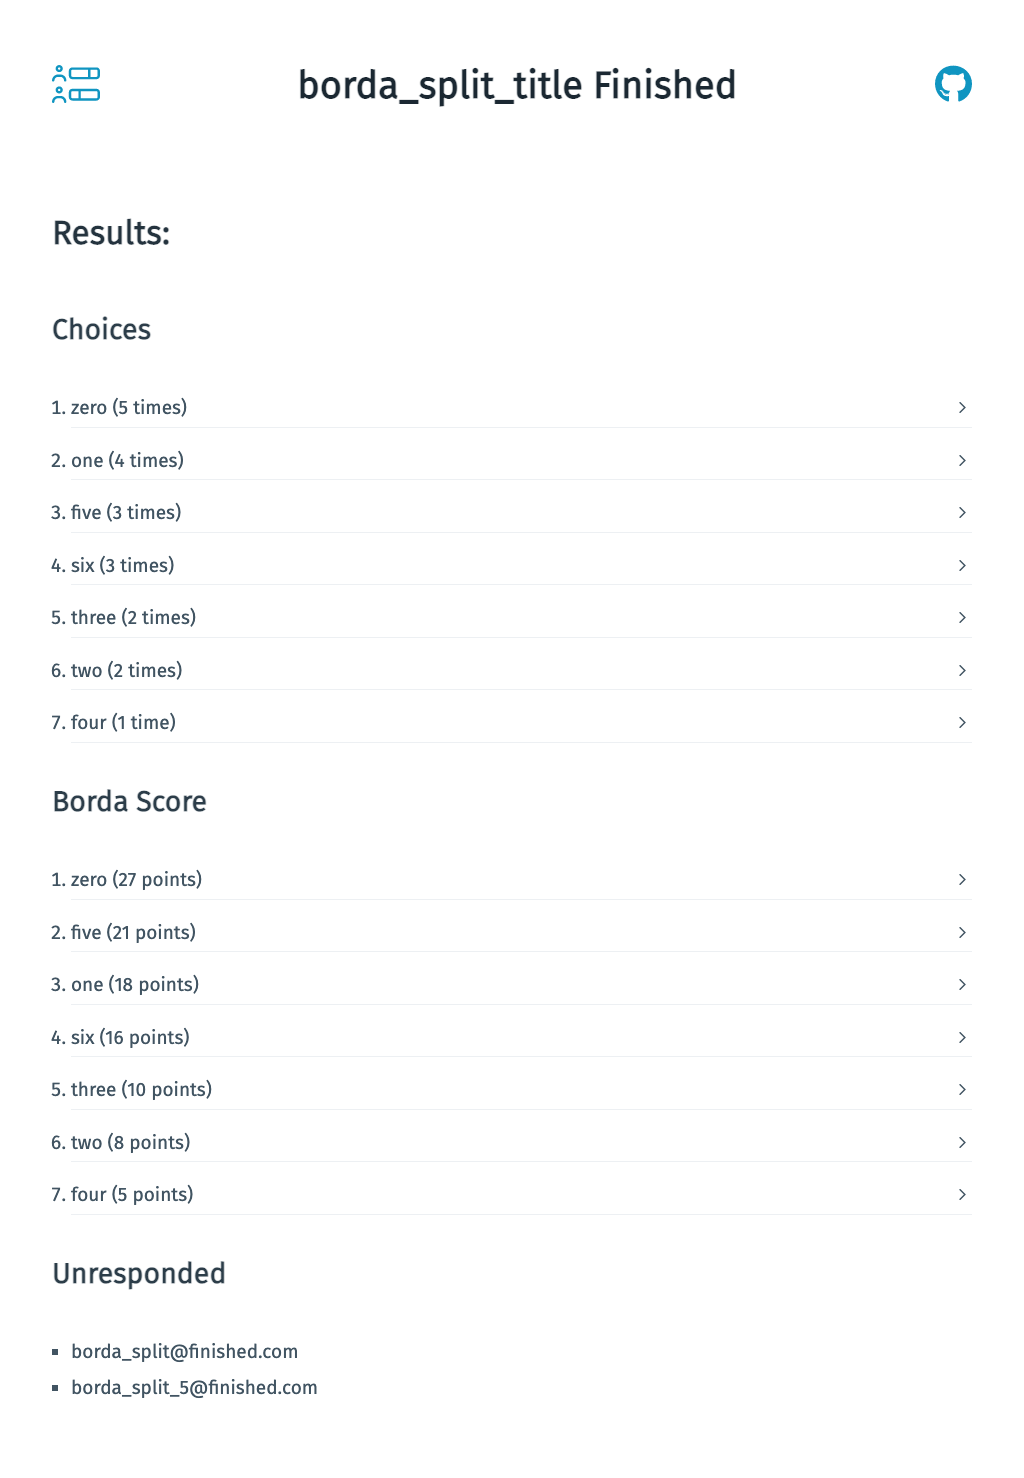 borda_split_title Finished
Results:
Choices
1. zero (5 times)
2. one (4 times)
3. five (3 times)
4. six (3 times)
5. three (2 times)
6. two (2 times)
7. four (1 time)
Borda Score
1. zero (27 points)
2. five (21 points)
3. one (18 points)
4. six (16 points)
5. three (10 points)
6. two (8 points)
7. four (5 points)
Unresponded
borda_split@finished.com
borda_split_5@finished.com